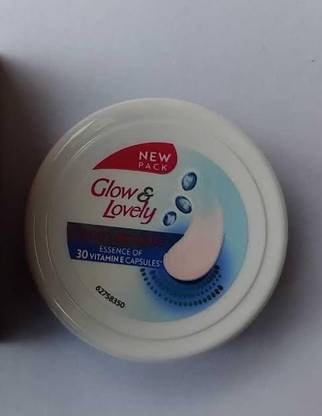 NEW
PACK
Glow &
Lovely
ESSENCE OF
30 VITAMIN E CAPSULES*
62758350